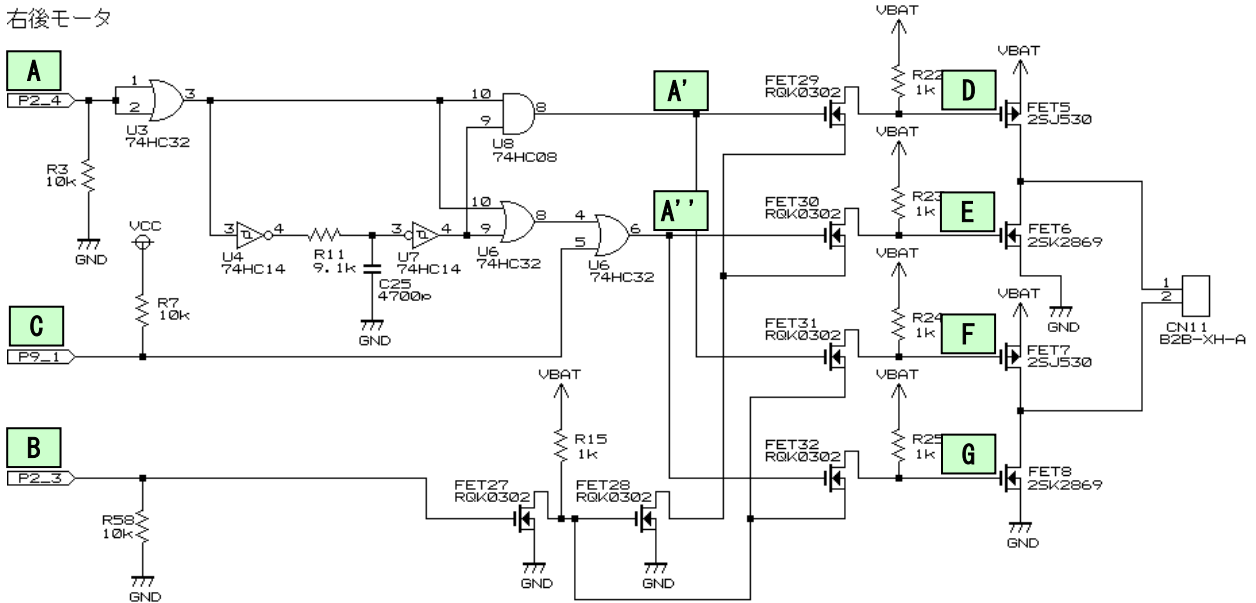 右後モータ
A
P2_4
1
2
3
U3
74HC32
R3
10k
GND
10
9
8
U8
74HC08
A'
FET29
RQK0302
VBAT
R22
1k
D
VBAT
FET5
2SJ530
3
4
U4
74HC14
R11
9.1k
C25
4700p
GND
3
4
U7
74HC14
10
9
8
U6
74HC32
4
5
6
U6
74HC32
A''
FET30
RQK0302
VBAT
R23
1k
E
FET6
2SK2869
GND
VCC
R7
10k
C
P9_1
FET31
RQK0302
VBAT
R24
1k
F
VBAT
FET7
2SJ530
1
2
CN11
B2B-XH-A
B
P2_3
R58
10k
GND
VBAT
R15
1k
FET27
RQK0302
GND
FET28
RQK0302
GND
FET32
RQK0302
VBAT
R25
1k
G
FET8
2SK2869
GND